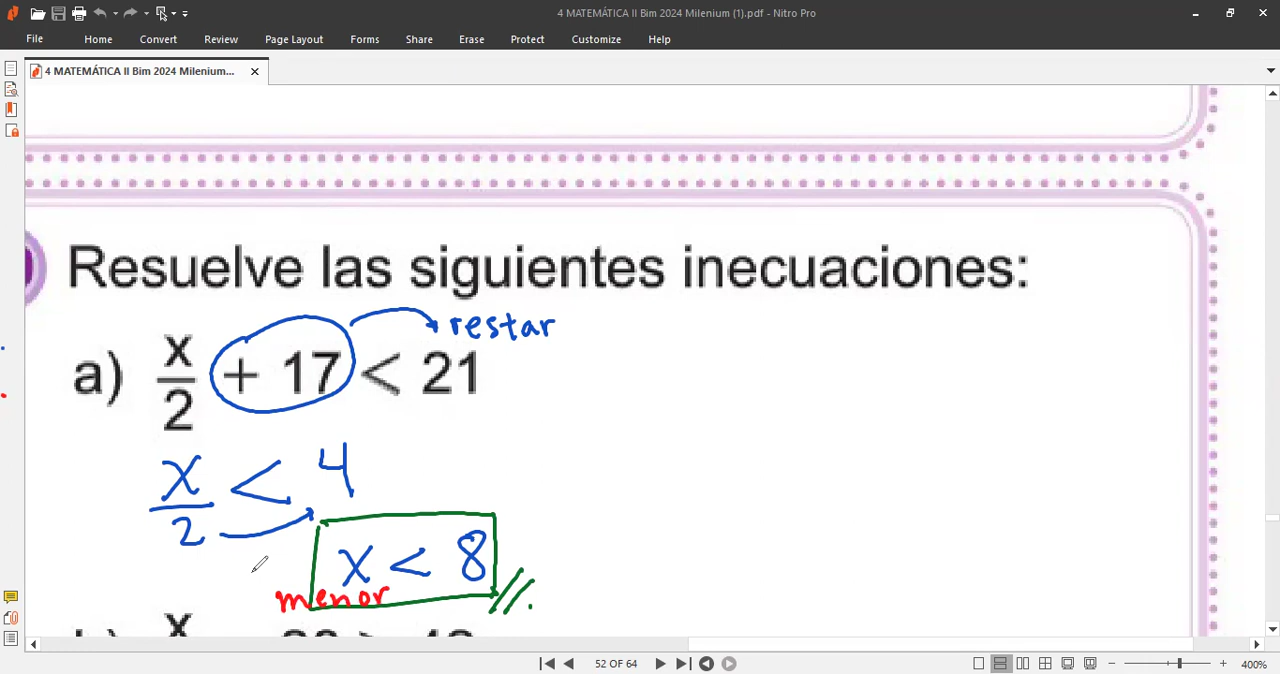 4 MATEMÁTICA II Bim 2024 Milenium (1).pdf - Nitro Pro
File Home Convert Review Page Layout Forms Share Erase Protect Customize Help
4 MATEMÁTICA II Bim 2024 Milenium...
Resuelve las siguientes inecuaciones:
restar
a) x/2 + 17 < 21
x/2 < 4
x < 8
menor
52 OF 64
400%